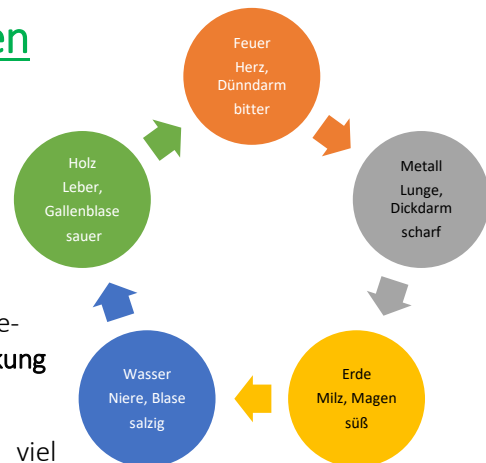 en
Feuer
Herz,
Dünndarm
bitter
Metall
Lunge,
Dickdarm
scharf
Erde
Milz, Magen
süß
Wasser
Niere, Blase
salzig
Holz
Leber,
Gallenblase
sauer
e-
kung
viel